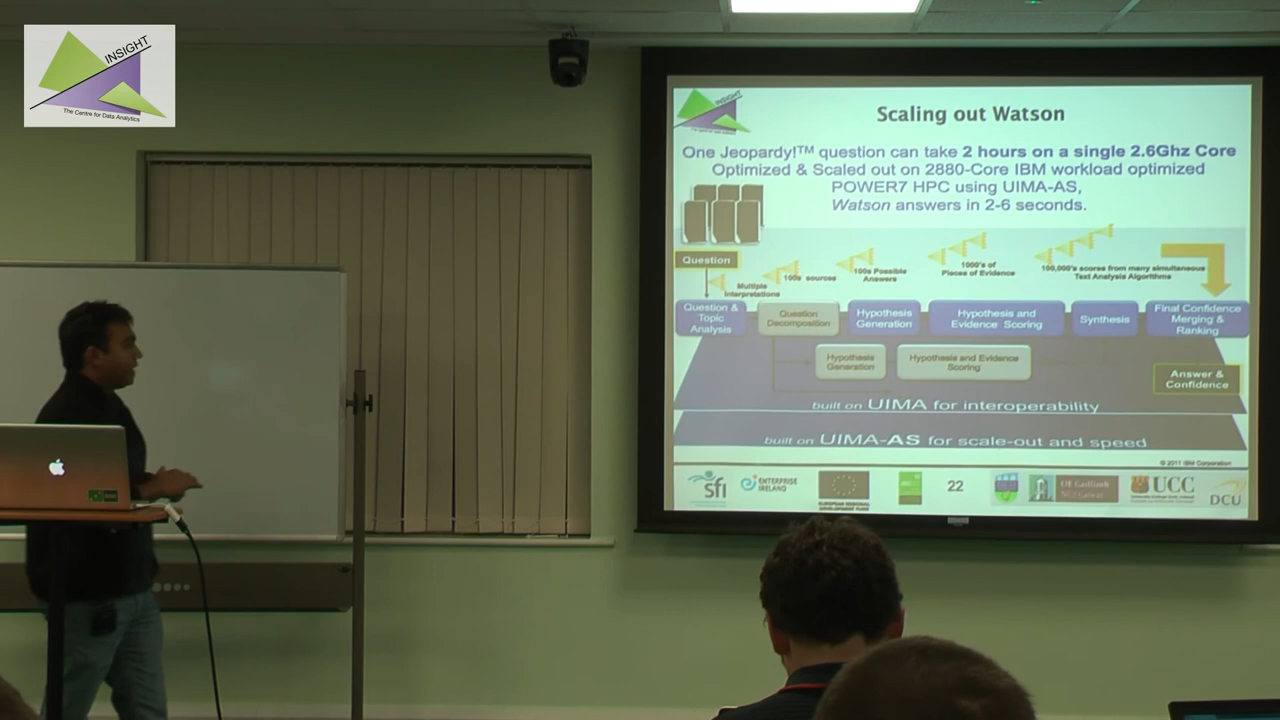 INSIGHT
The Centre for Data Analytics
INSIGHT
Scaling out Watson
One Jeopardy!™ question can take 2 hours on a single 2.6Ghz Core
Optimized & Scaled out on 2880-Core IBM workload optimized
POWER7 HPC using UIMA-AS,
Watson answers in 2-6 seconds.
Question
Multiple
Interpretations
100s sources
100s Possible
Answers
1000's of
Pieces of Evidence
100,000's scores from many simultaneous
Text Analysis Algorithms
Question &
Topic
Analysis
Question
Decomposition
Hypothesis
Generation
Hypothesis and
Evidence Scoring
Synthesis
Final Confidence
Merging &
Ranking
Hypothesis
Generation
Hypothesis and Evidence
Scoring
Answer &
Confidence
built on UIMA for interoperability
built on UIMA-AS for scale-out and speed
© 2011 IBM Corporation
sfi
ENTERPRISE
IRELAND
22
OÉ Gaillimh
NUI Galway
UCC
DCU